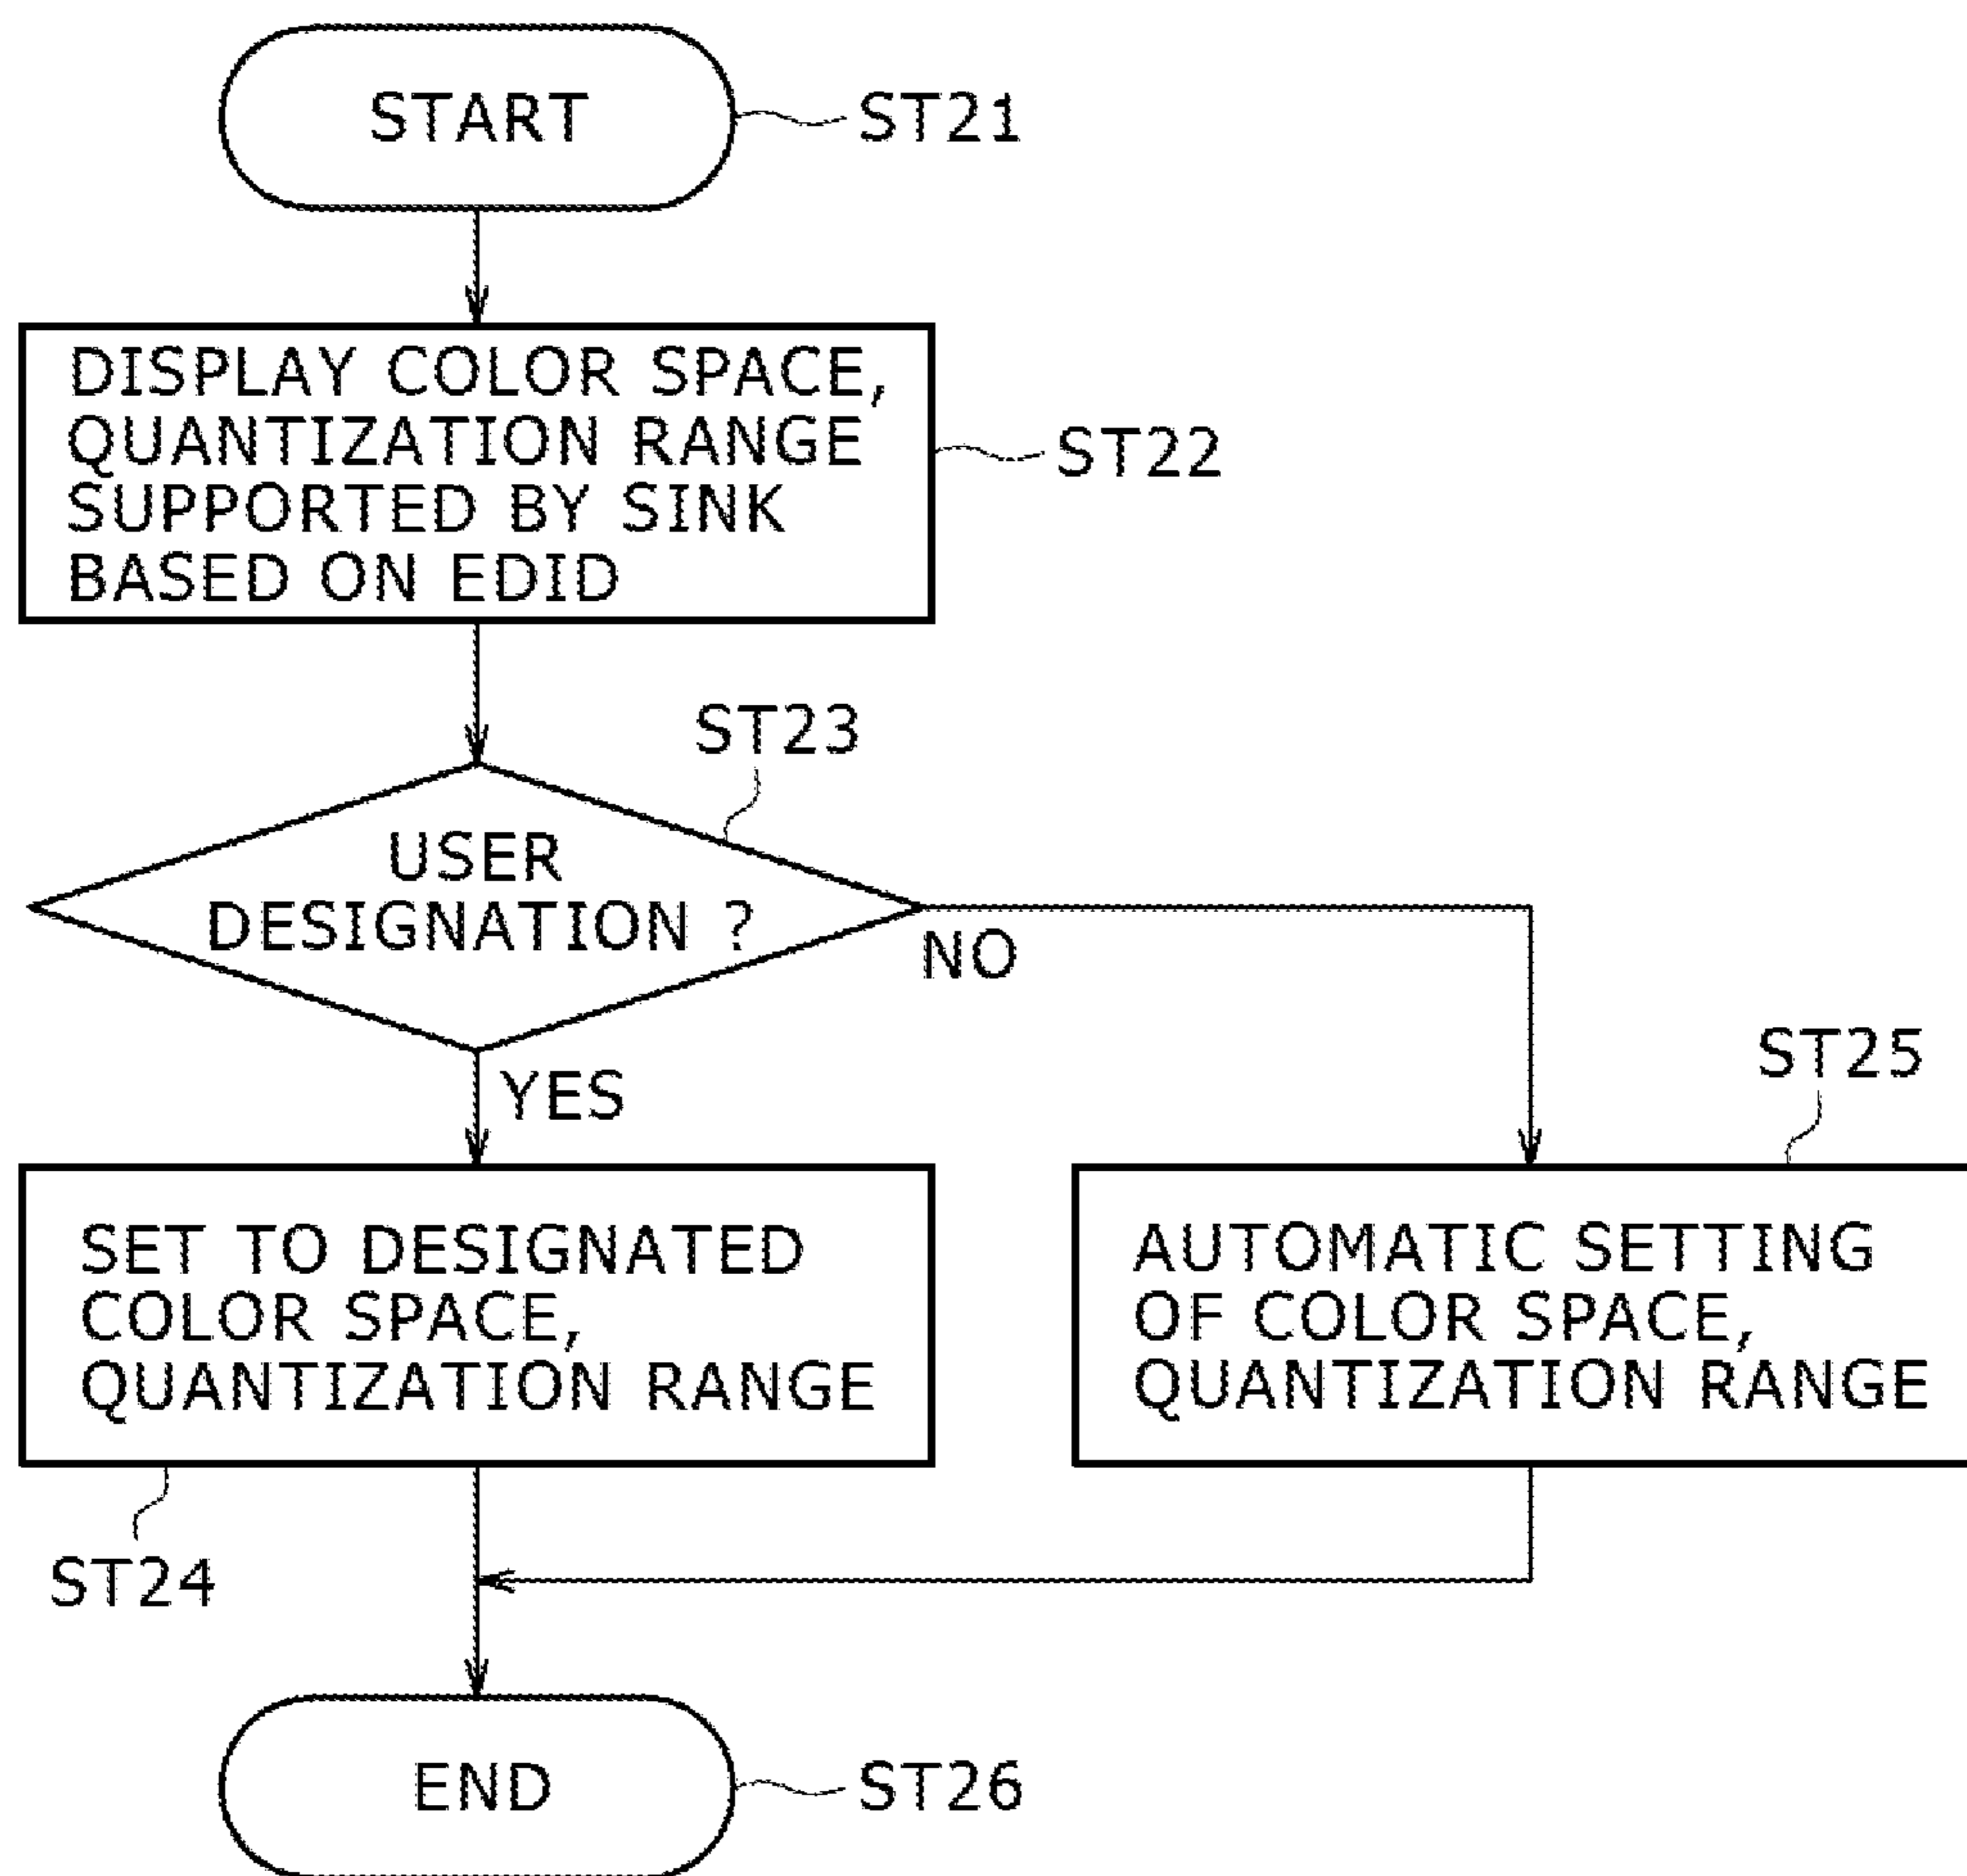 START
ST21
DISPLAY COLOR SPACE,
QUANTIZATION RANGE
SUPPORTED BY SINK
BASED ON EDID
ST22
ST23
USER
DESIGNATION ?
NO
YES
ST25
SET TO DESIGNATED
COLOR SPACE,
QUANTIZATION RANGE
AUTOMATIC SETTING
OF COLOR SPACE,
QUANTIZATION RANGE
ST24
END
ST26